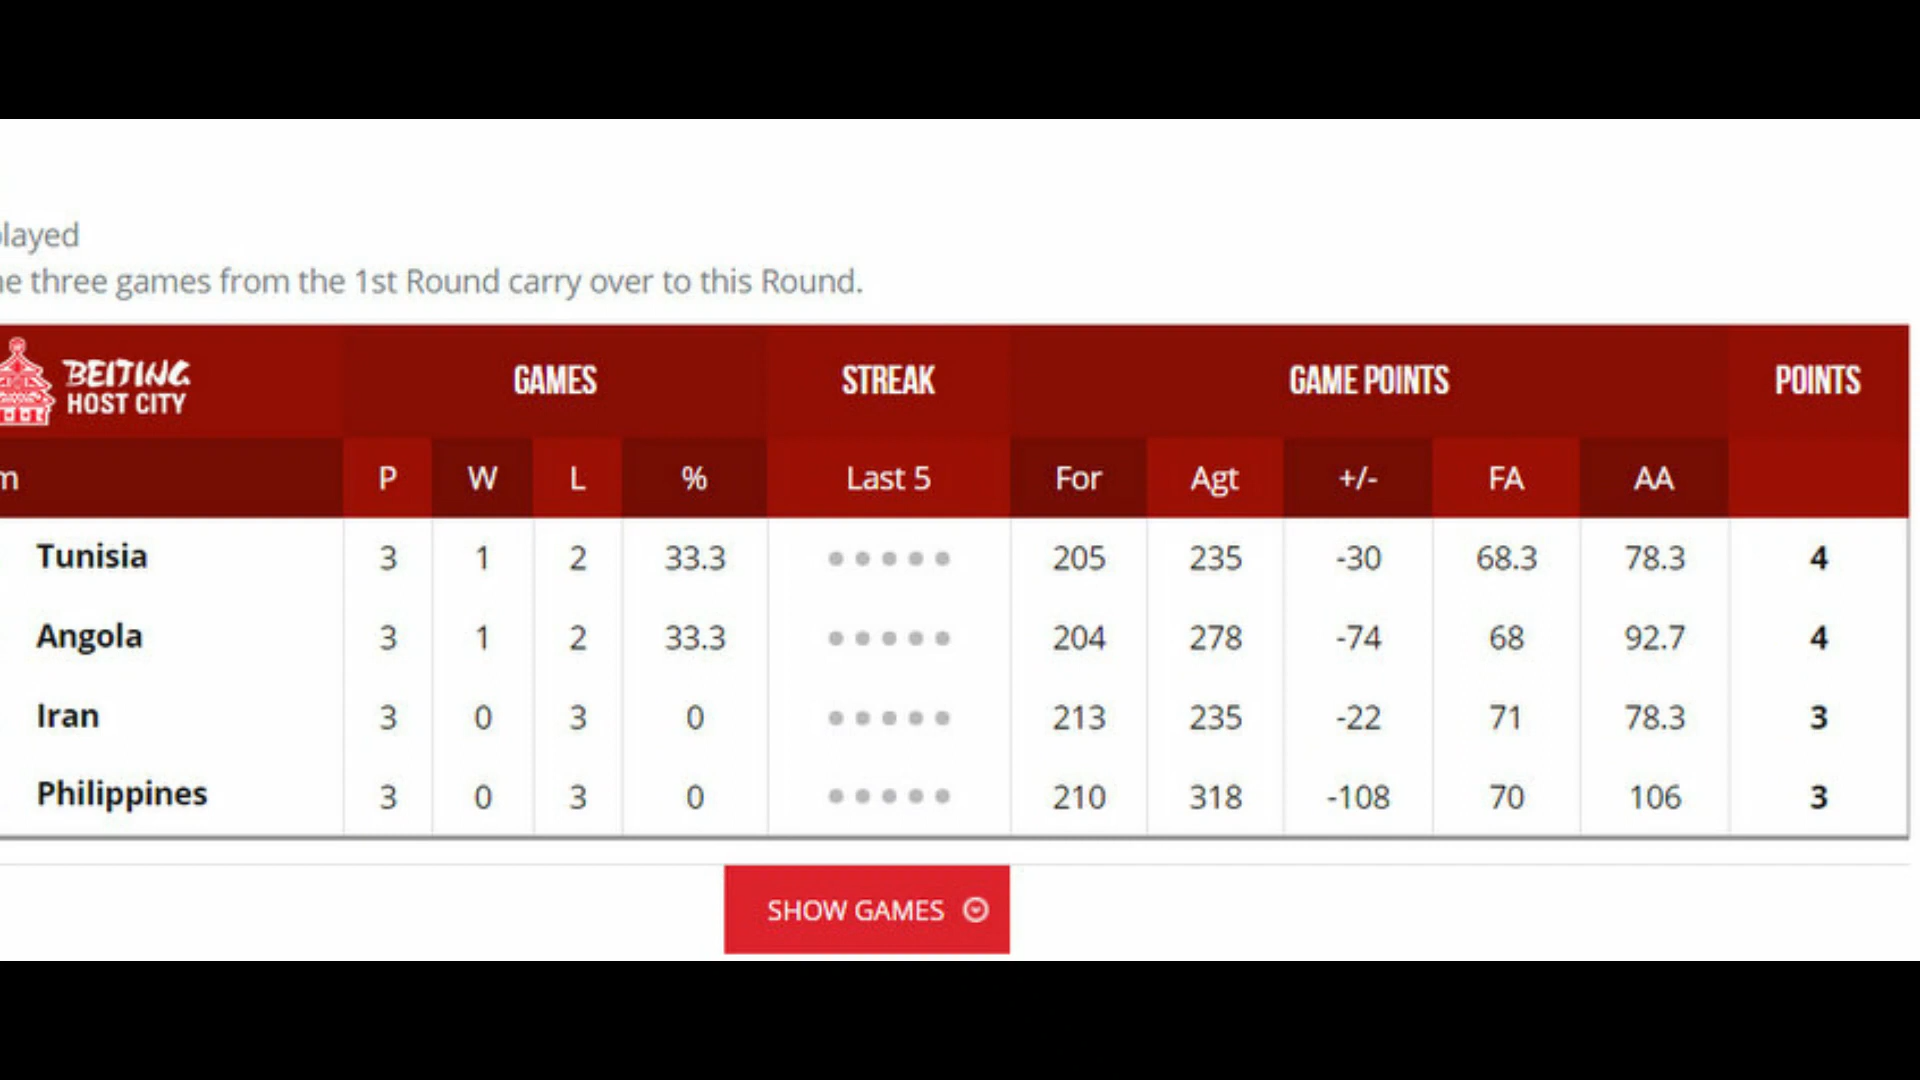 layed
e three games from the 1st Round carry over to this Round.
BEIJING
HOST CITY
GAMES STREAK GAME POINTS POINTS
m P W L % Last 5 For Agt +/- FA AA
Tunisia 3 1 2 33.3 205 235 -30 68.3 78.3 4
Angola 3 1 2 33.3 204 278 -74 68 92.7 4
Iran 3 0 3 0 213 235 -22 71 78.3 3
Philippines 3 0 3 0 210 318 -108 70 106 3
SHOW GAMES